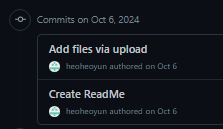 Commits on Oct 6, 2024
Add files via upload
heoheoyun authored on Oct 6
Create ReadMe
heoheoyun authored on Oct 6